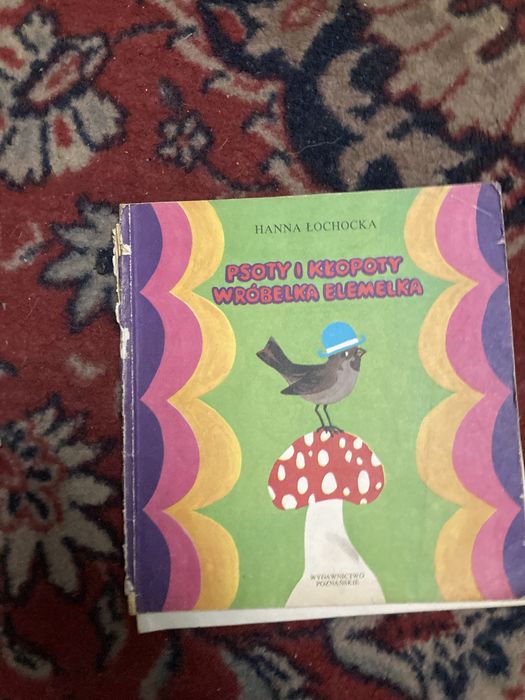 HANNA ŁOCHOCKA
PSOTY I KŁOPOTY
WRÓBELKA ELEMELKA
WYDAWNICTWO
POZNAŃSKIE